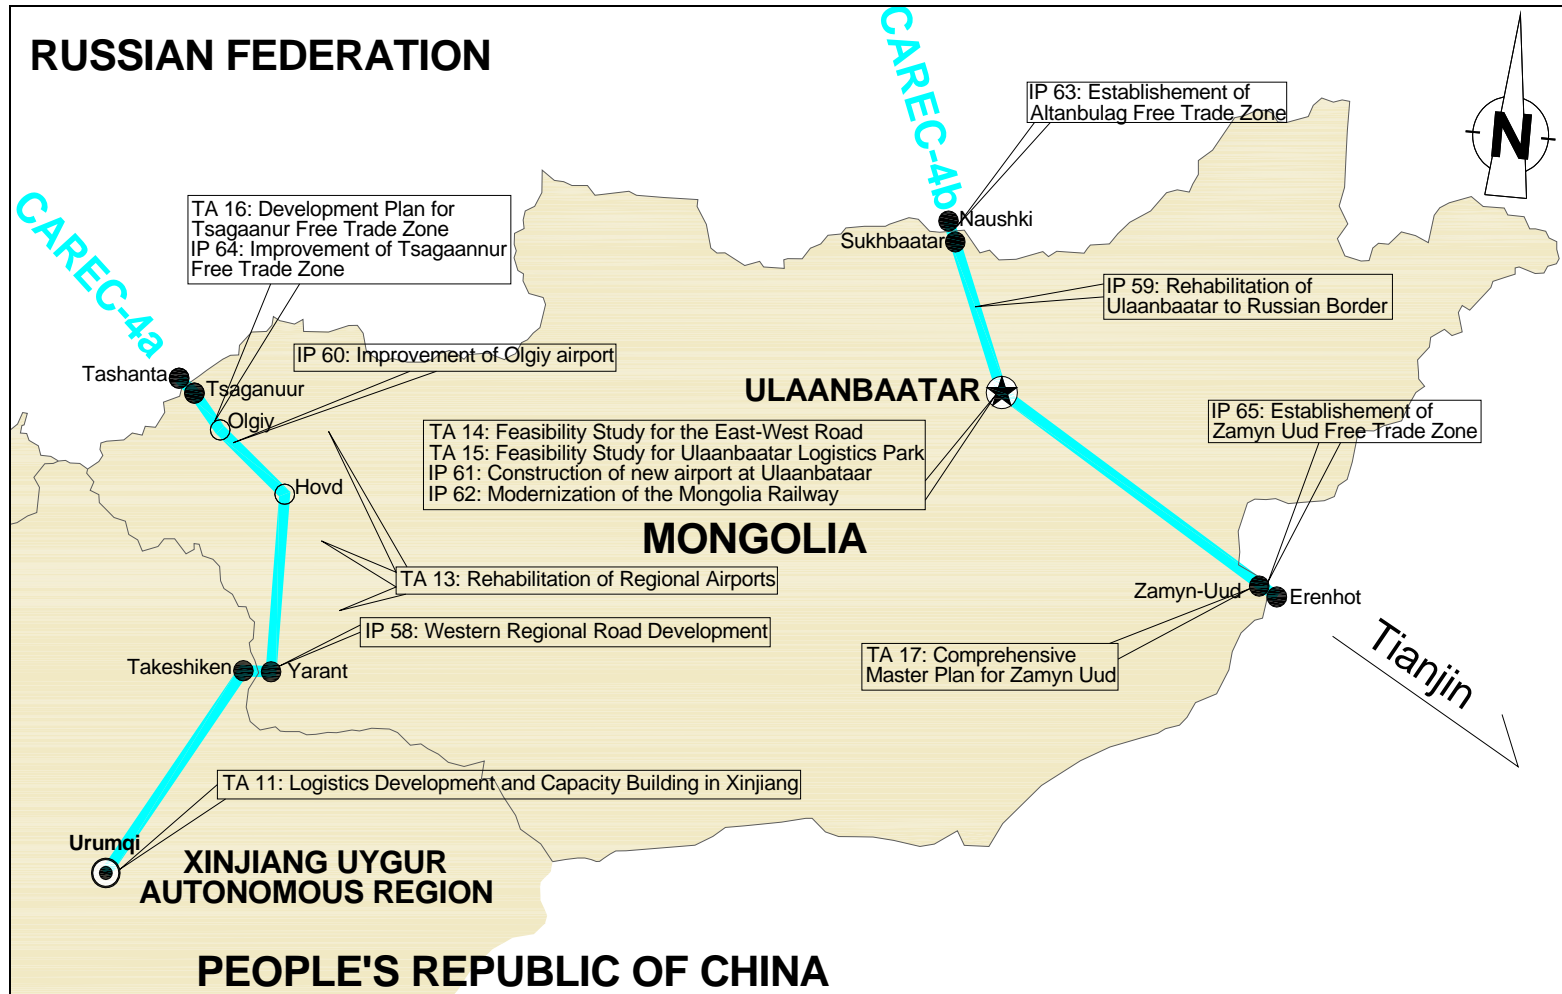 RUSSIAN FEDERATION
CAREC-4b
IP 63: Establishement of
Altanbulag Free Trade Zone
N
CAREC-4a
TA 16: Development Plan for
Tsagaanur Free Trade Zone
IP 64: Improvement of Tsagaannur
Free Trade Zone
Naushki
Sukhbaatar
IP 59: Rehabilitation of
Ulaanbaatar to Russian Border
IP 60: Improvement of Olgiy airport
Tashanta
Tsaganuur
Olgiy
ULAANBAATAR
IP 65: Establishement of
Zamyn Uud Free Trade Zone
TA 14: Feasibility Study for the East-West Road
TA 15: Feasibility Study for Ulaanbaatar Logistics Park
IP 61: Construction of new airport at Ulaanbataar
IP 62: Modernization of the Mongolia Railway
Hovd
MONGOLIA
TA 13: Rehabilitation of Regional Airports
Zamyn-Uud
Erenhot
IP 58: Western Regional Road Development
Takeshiken
Yarant
TA 17: Comprehensive
Master Plan for Zamyn Uud
Tianjin
TA 11: Logistics Development and Capacity Building in Xinjiang
Urumqi
XINJIANG UYGUR
AUTONOMOUS REGION
PEOPLE'S REPUBLIC OF CHINA